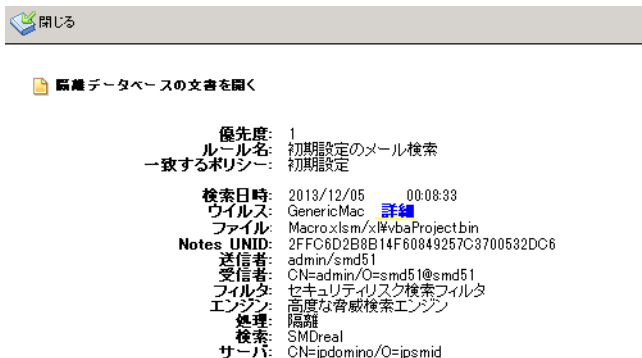 閉じる
隔離データベースの文書を開く
優先度: 1
ルール名: 初期設定のメール検索
一致するポリシー: 初期設定
検索日時: 2013/12/05 00:08:33
ウイルス: GenericMac 詳細
ファイル: Macro.xlsm/xl¥vbaProject.bin
Notes UNID: 2FFC6D2B8B14F60849257C3700532DC6
送信者: admin/smd51
受信者: CN=admin/O=smd51@smd51
フィルタ: セキュリティリスク検索フィルタ
エンジン: 高度な脅威検索エンジン
処理: 隔離
検索: SMDreal
サーバ: CN=jpdomino/O=jpsmid